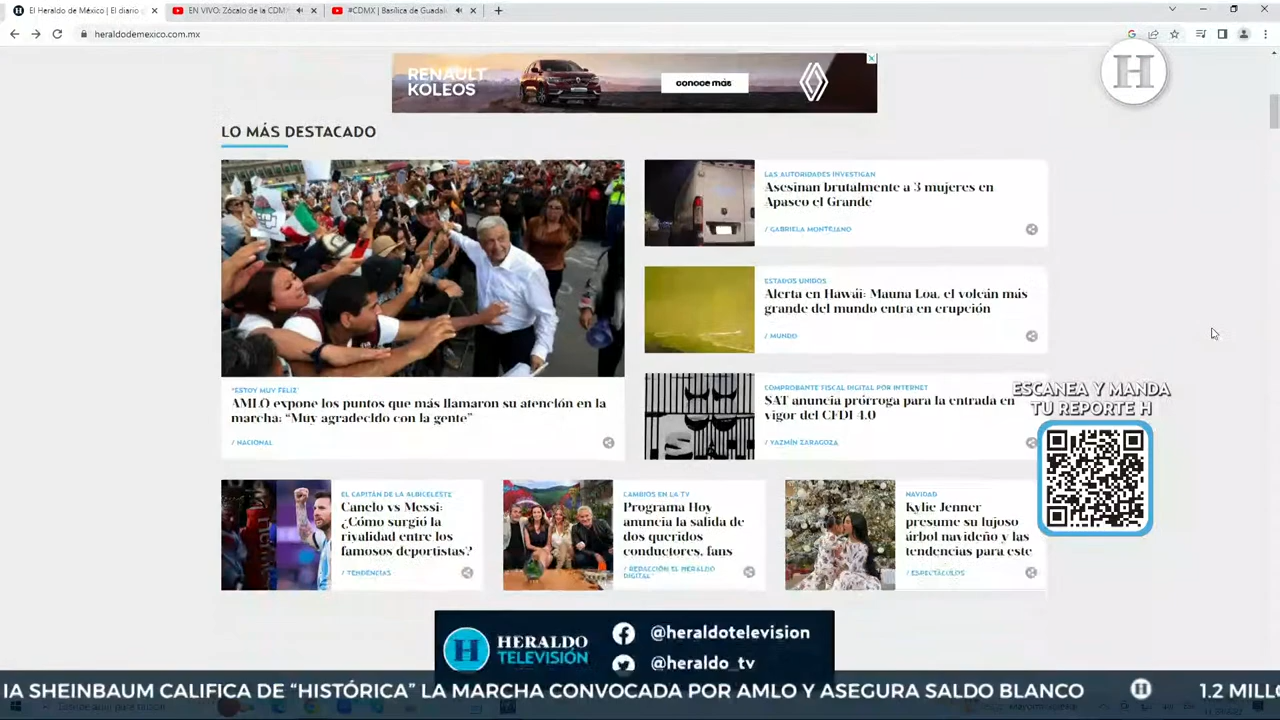 El Heraldo de México | El diario
EN VIVO: Zócalo de la CDM
#CDMX | Basílica de Guadal
heraldodemexico.com.mx
RENAULT
KOLEOS
conoce más
H
LO MÁS DESTACADO
LAS AUTORIDADES INVESTIGAN
Asesinan brutalmente a 3 mujeres en
Apaseo el Grande
/ GABRIELA MONTEJANO
ESTADOS UNIDOS
Alerta en Hawái: Mauna Loa, el volcán más
grande del mundo entra en erupción
/ MUNDO
"ESTOY MUY FELIZ"
AMLO expone los puntos que más llamaron su atención en la
marcha: “Muy agradecido con la gente”
/ NACIONAL
COMPROBANTE FISCAL DIGITAL POR INTERNET
SAT anuncia prórroga para la entrada en
vigor del CFDI 4.0
/ YAZMÍN ZARAGOZA
ESCANEA Y MANDA
TU REPORTE H
EL CAPITÁN DE LA ALBICELESTE
Canelo vs Messi:
¿Cómo surgió la
rivalidad entre los
famosos deportistas?
/ TENDENCIAS
CAMBIOS EN LA TV
Programa Hoy
anuncia la salida de
dos queridos
conductores, fans
/ REDACCIÓN EL HERALDO
DIGITAL
NAVIDAD
Kylie Jenner
presume su lujoso
árbol navideño y las
tendencias para este
/ ESPECTÁCULOS
H HERALDO
TELEVISIÓN
@heraldotelevision
@heraldo_tv
IA SHEINBAUM CALIFICA DE “HISTÓRICA” LA MARCHA CONVOCADA POR AMLO Y ASEGURA SALDO BLANCO H 1.2 MILLO